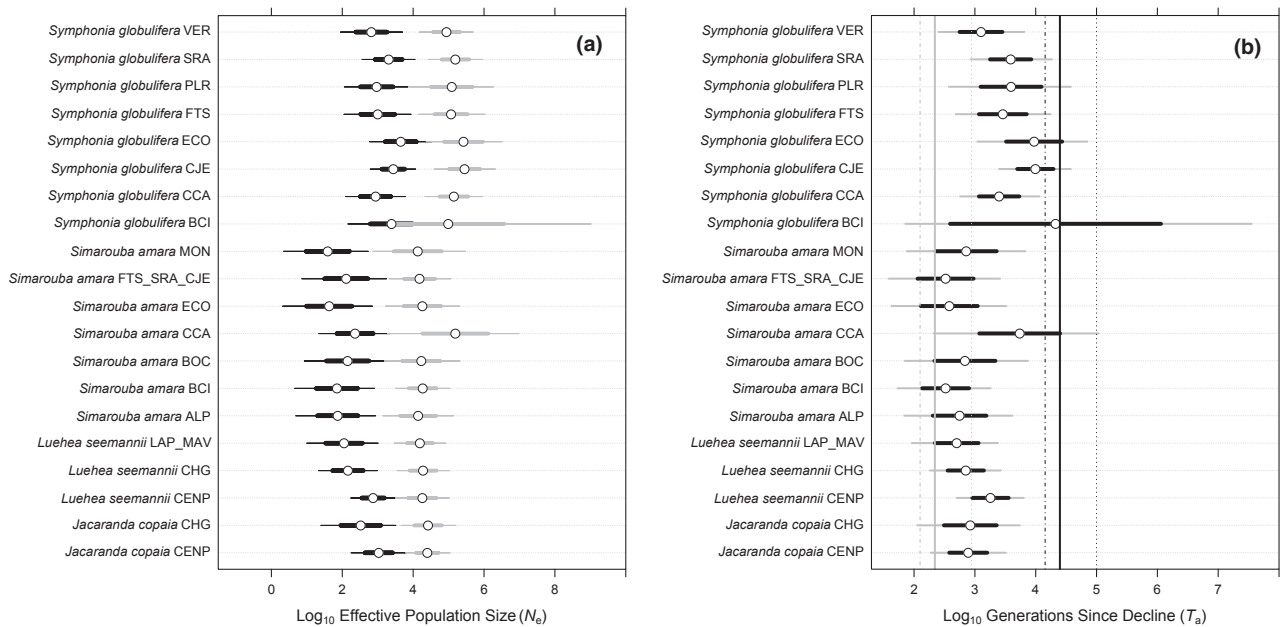 Symphonia globulifera VER
Symphonia globulifera SRA
Symphonia globulifera PLR
Symphonia globulifera FTS
Symphonia globulifera ECO
Symphonia globulifera CJE
Symphonia globulifera CCA
Symphonia globulifera BCI
Simarouba amara MON
Simarouba amara FTS_SRA_CJE
Simarouba amara ECO
Simarouba amara CCA
Simarouba amara BOC
Simarouba amara BCI
Simarouba amara ALP
Luehea seemannii LAP_MAV
Luehea seemannii CHG
Luehea seemannii CENP
Jacaranda copaia CHG
Jacaranda copaia CENP
(a)
0 2 4 6 8
Log₁₀ Effective Population Size (Nₑ)
Symphonia globulifera VER
Symphonia globulifera SRA
Symphonia globulifera PLR
Symphonia globulifera FTS
Symphonia globulifera ECO
Symphonia globulifera CJE
Symphonia globulifera CCA
Symphonia globulifera BCI
Simarouba amara MON
Simarouba amara FTS_SRA_CJE
Simarouba amara ECO
Simarouba amara CCA
Simarouba amara BOC
Simarouba amara BCI
Simarouba amara ALP
Luehea seemannii LAP_MAV
Luehea seemannii CHG
Luehea seemannii CENP
Jacaranda copaia CHG
Jacaranda copaia CENP
(b)
2 3 4 5 6 7
Log₁₀ Generations Since Decline (Tₐ)